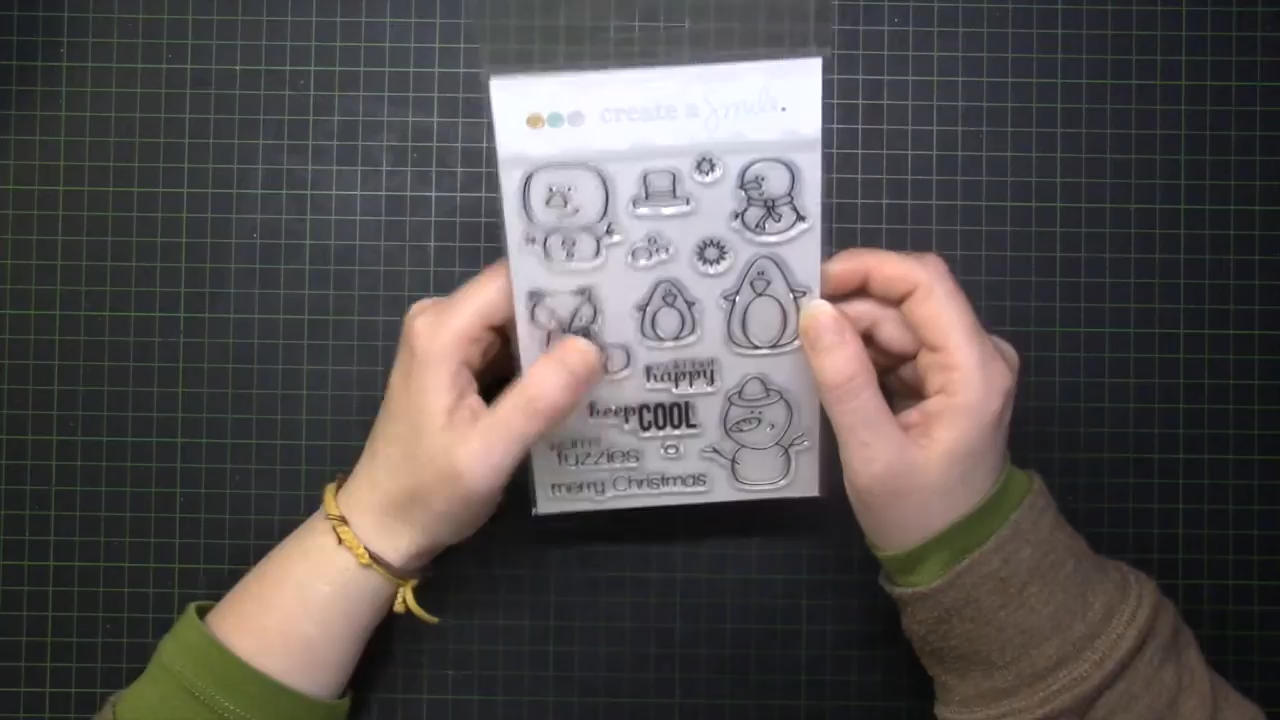 create a smile.
happy
keep COOL
fuzzies
merry Christmas